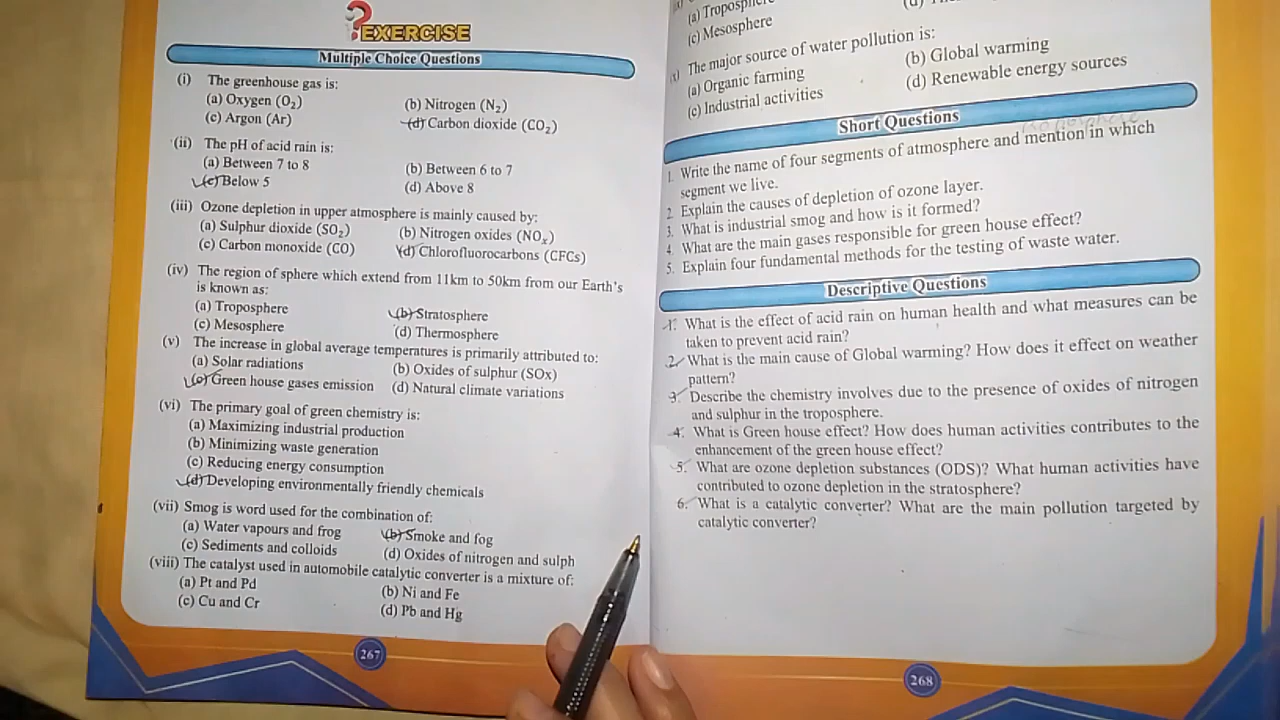 EXERCISE
Multiple Choice Questions
(i) The greenhouse gas is:
(a) Oxygen (O₂) (b) Nitrogen (N₂)
(c) Argon (Ar) (d) Carbon dioxide (CO₂)
(ii) The pH of acid rain is:
(a) Between 7 to 8 (b) Between 6 to 7
(c) Below 5 (d) Above 8
(iii) Ozone depletion in upper atmosphere is mainly caused by:
(a) Sulphur dioxide (SO₂) (b) Nitrogen oxides (NOₓ)
(c) Carbon monoxide (CO) (d) Chlorofluorocarbons (CFCs)
(iv) The region of sphere which extend from 11km to 50km from our Earth's
is known as:
(a) Troposphere (b) Stratosphere
(c) Mesosphere (d) Thermosphere
(v) The increase in global average temperatures is primarily attributed to:
(a) Solar radiations (b) Oxides of sulphur (SOx)
(c) Green house gases emission (d) Natural climate variations
(vi) The primary goal of green chemistry is:
(a) Maximizing industrial production
(b) Minimizing waste generation
(c) Reducing energy consumption
(d) Developing environmentally friendly chemicals
(vii) Smog is word used for the combination of:
(a) Water vapours and frog (b) Smoke and fog
(c) Sediments and colloids (d) Oxides of nitrogen and sulph
(viii) The catalyst used in automobile catalytic converter is a mixture of:
(a) Pt and Pd (b) Ni and Fe
(c) Cu and Cr (d) Pb and Hg
267
(a) Troposphere (d)
(c) Mesosphere
The major source of water pollution is:
(a) Organic farming (b) Global warming
(c) Industrial activities (d) Renewable energy sources
Short Questions
1. Write the name of four segments of atmosphere and mention in which
segment we live.
2. Explain the causes of depletion of ozone layer.
3. What is industrial smog and how is it formed?
4. What are the main gases responsible for green house effect?
5. Explain four fundamental methods for the testing of waste water.
Descriptive Questions
1. What is the effect of acid rain on human health and what measures can be
taken to prevent acid rain?
2. What is the main cause of Global warming? How does it effect on weather
pattern?
3. Describe the chemistry involves due to the presence of oxides of nitrogen
and sulphur in the troposphere.
4. What is Green house effect? How does human activities contributes to the
enhancement of the green house effect?
5. What are ozone depletion substances (ODS)? What human activities have
contributed to ozone depletion in the stratosphere?
6. What is a catalytic converter? What are the main pollution targeted by
catalytic converter?
268